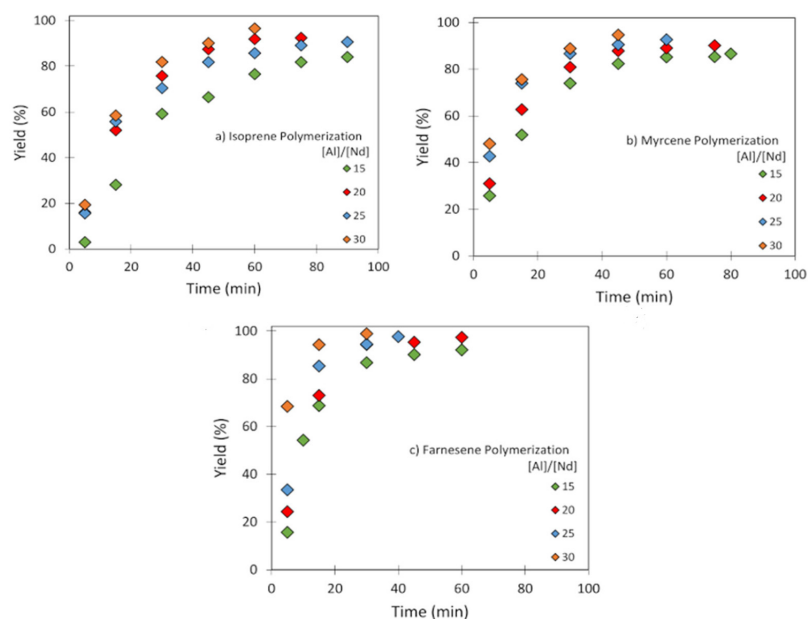 100
80
60
40
20
0
Yield (%)
a) Isoprene Polymerization
[Al]/[Nd]
15
20
25
30
0 20 40 60 80 100
Time (min)
100
80
60
40
20
0
Yield (%)
b) Myrcene Polymerization
[Al]/[Nd]
15
20
25
30
0 20 40 60 80 100
Time (min)
100
80
60
40
20
0
Yield (%)
c) Farnesene Polymerization
[Al]/[Nd]
15
20
25
30
0 20 40 60 80 100
Time (min)